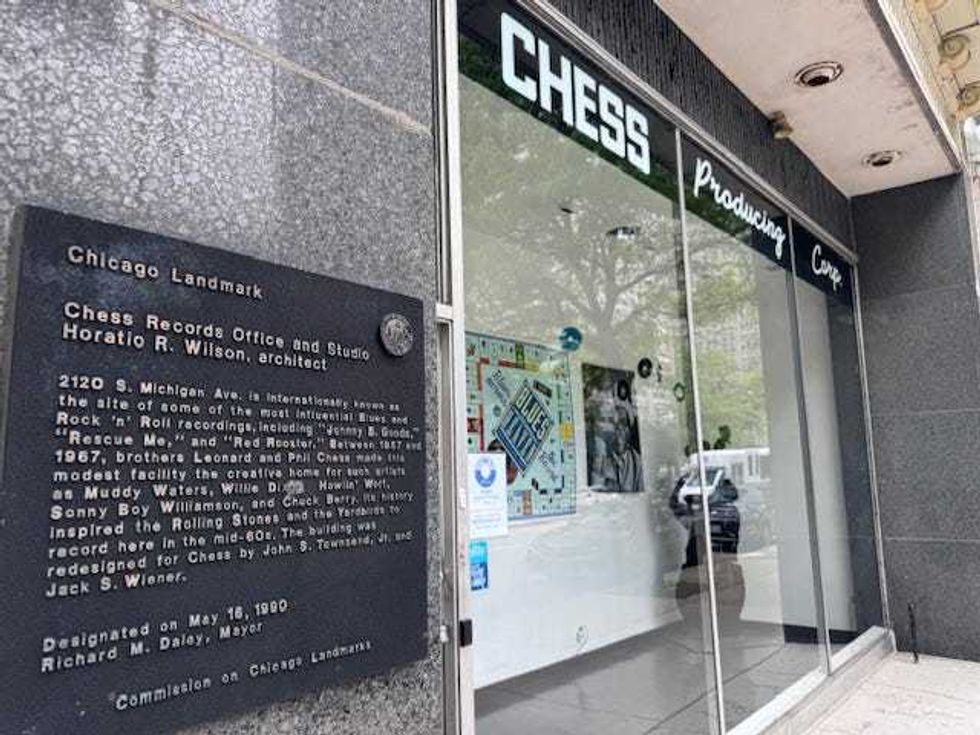 Chicago Landmark
Chess Records Office and Studio
Horatio R. Wilson, architect
2120 S. Michigan Ave. is internationally known as
the site of some of the most influential Blues and
Rock 'n' Roll recordings, including "Jonny B. Goode,"
"Rescue Me," and "Red Rooster." Between 1957 and
1967, brothers Leonard and Phil Chess made this
modest facility the creative home for such artists
as Muddy Waters, Willie Howlin' Wolf,
Sonny Boy Williamson, and Chuck Berry. Its history
inspired the Rolling Stones and the Yardbirds to
record here in the mid-60s. The building was
redesigned for Chess by John S. Townsend, Jr. and
Jack S. Wiener.
Designated on May 16, 1990
Richard M. Daley, Mayor
Commission on Chicago Landmarks
CHESS
Producing
Corp.
BLUES